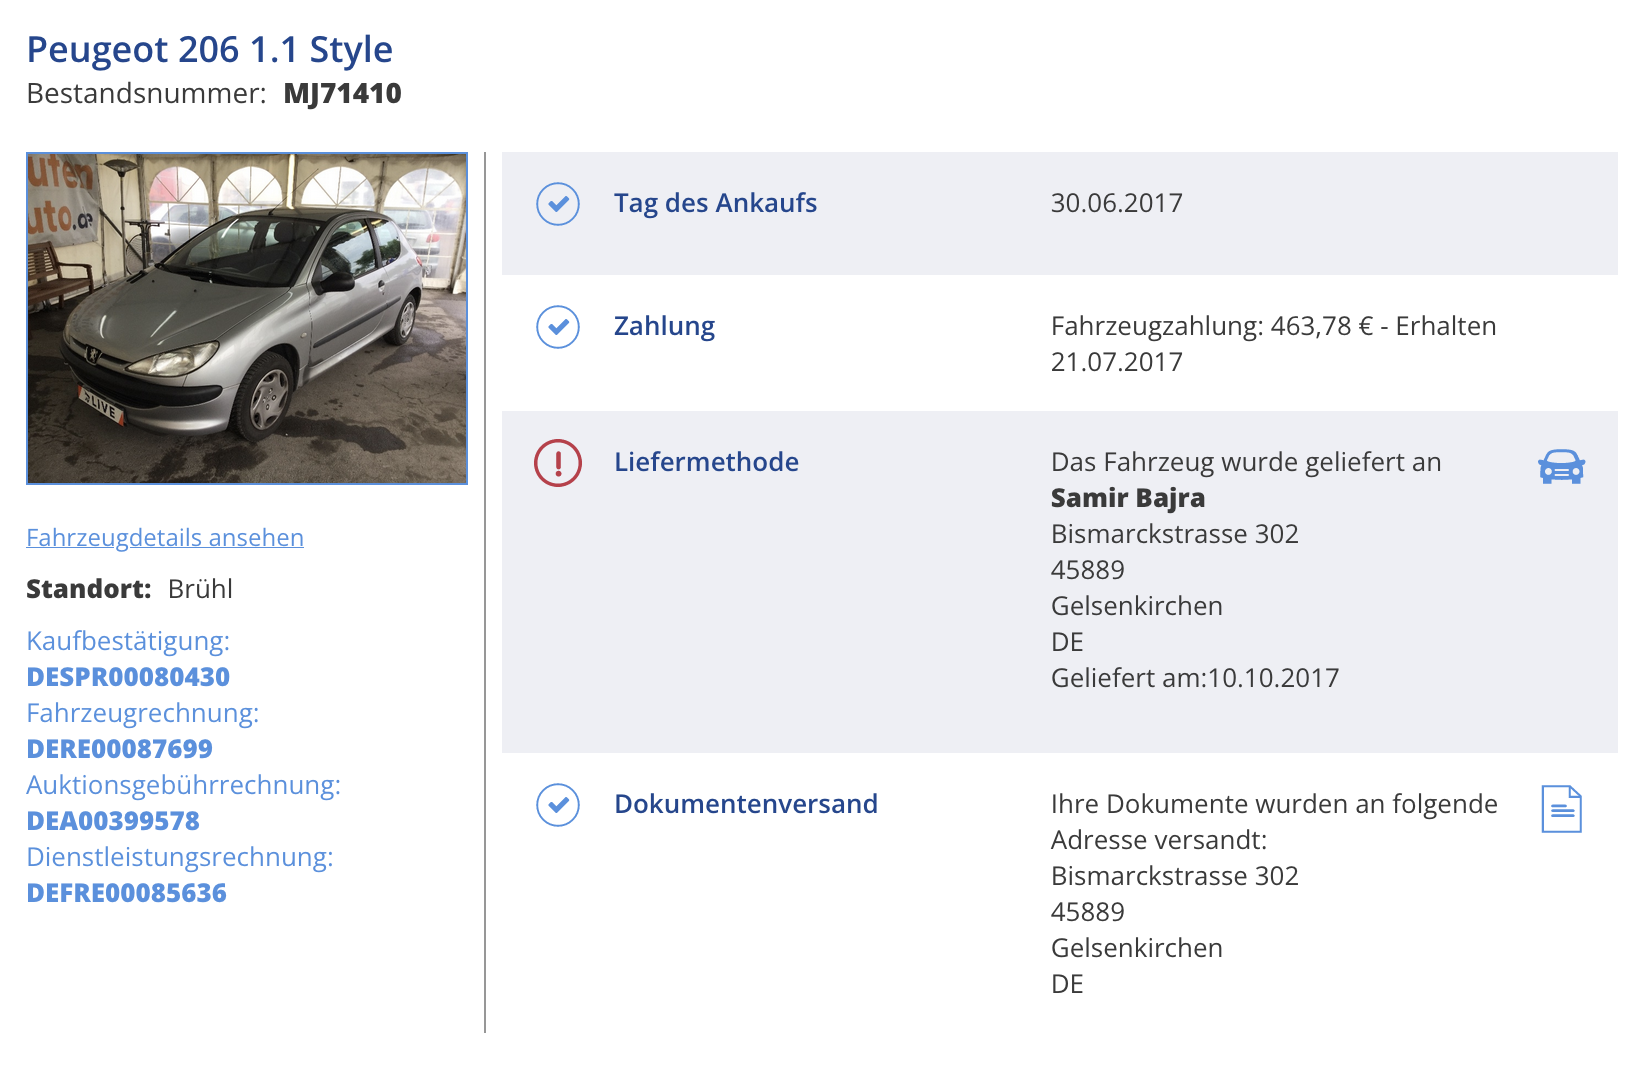 Peugeot 206 1.1 Style
Bestandsnummer: MJ71410
uten
uto.de
LIVE
Fahrzeugdetails ansehen
Standort: Brühl
Kaufbestätigung:
DESPR00080430
Fahrzeugrechnung:
DERE00087699
Auktionsgebührrechnung:
DEA00399578
Dienstleistungsrechnung:
DEFRE00085636
Tag des Ankaufs
30.06.2017
Zahlung
Fahrzeugzahlung: 463,78 € - Erhalten
21.07.2017
Liefermethode
Das Fahrzeug wurde geliefert an
Samir Bajra
Bismarckstrasse 302
45889
Gelsenkirchen
DE
Geliefert am:10.10.2017
Dokumentenversand
Ihre Dokumente wurden an folgende
Adresse versandt:
Bismarckstrasse 302
45889
Gelsenkirchen
DE